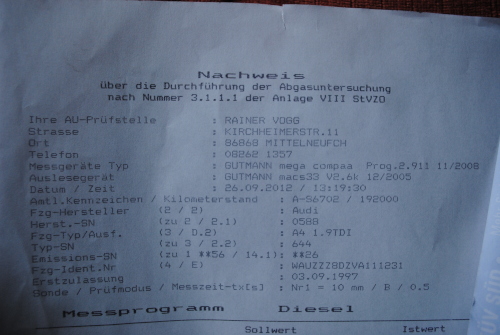 Nachweis
über die Durchführung der Abgasuntersuchung
nach Nummer 3.1.1.1 der Anlage VIII StVZO
Ihre AU-Prüfstelle : RAINER VOGG
Strasse : KIRCHHEIMERSTR.11
Ort : 86868 MITTELNEUFCH
Telefon : 08262 1357
Messgeräte Typ : GUTMANN mega compaa Prog.2.911 11/2008
Auslesegerät : GUTMANN macs33 V2.6k 12/2005
Datum / Zeit : 26.09.2012 / 13:19:30
Amtl.Kennzeichen / Kilometerstand : A-S6702 / 192000
Fzg-Hersteller (2 / 2) : Audi
Herst.-SN (zu 2 / 2.1) : 0588
Fzg-Typ/Ausf. (3 / D.2) : A4 1.9TDI
Typ-SN (zu 3 / 2.2) : 644
Emissions-SN (zu 1 **56 / 14.1): **26
Fzg-Ident.Nr (4 / E) : WAUZZZ8DZVA111231
Erstzulassung : 03.09.1997
Sonde / Prüfmodus / Messzeit-tx[s] : Nr1 = 10 mm / B / 0.5
Messprogramm Diesel
Sollwert Istwert